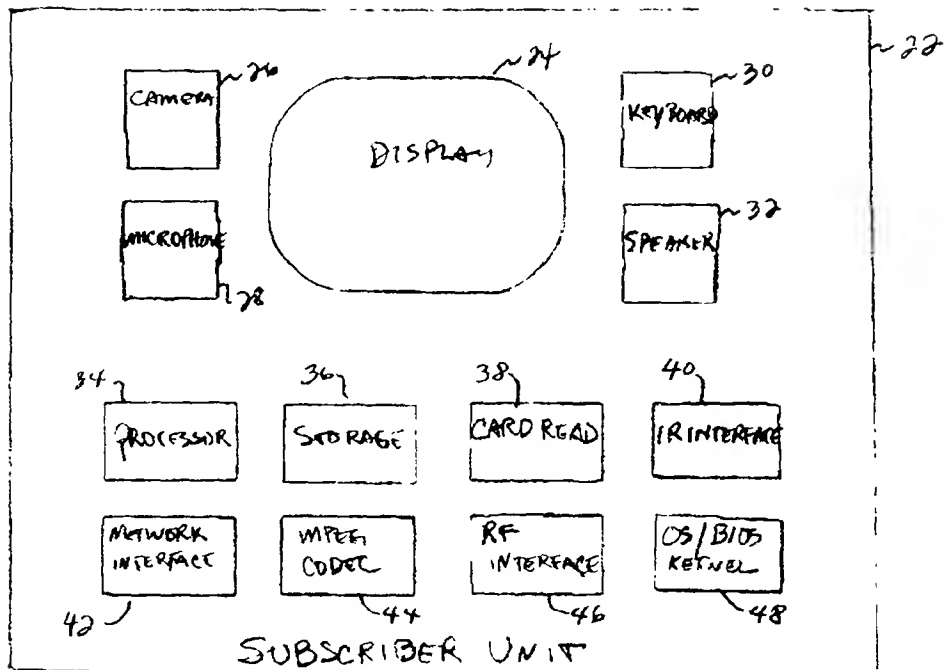 22
26
24
30
CAMERA
DISPLAY
KEYBOARD
32
MICROPHONE
SPEAKER
28
34
36
38
40
PROCESSOR
STORAGE
CARD READ
IR INTERFACE
NETWORK
INTERFACE
MPEG
CODEC
RF
INTERFACE
OS/BIOS
KETNEL
42
44
46
48
SUBSCRIBER UNIT